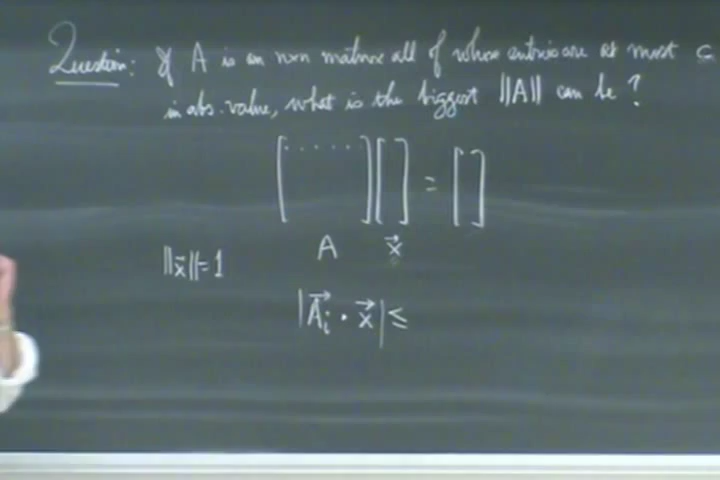 Question: If A is an n×n matrix all of whose entries are at most c
in abs. value, what is the biggest ||A|| can be?
[. . . . . .] [ ] = [ ]
A x⃗
||x⃗||=1
|A⃗ᵢ · x⃗| ≤